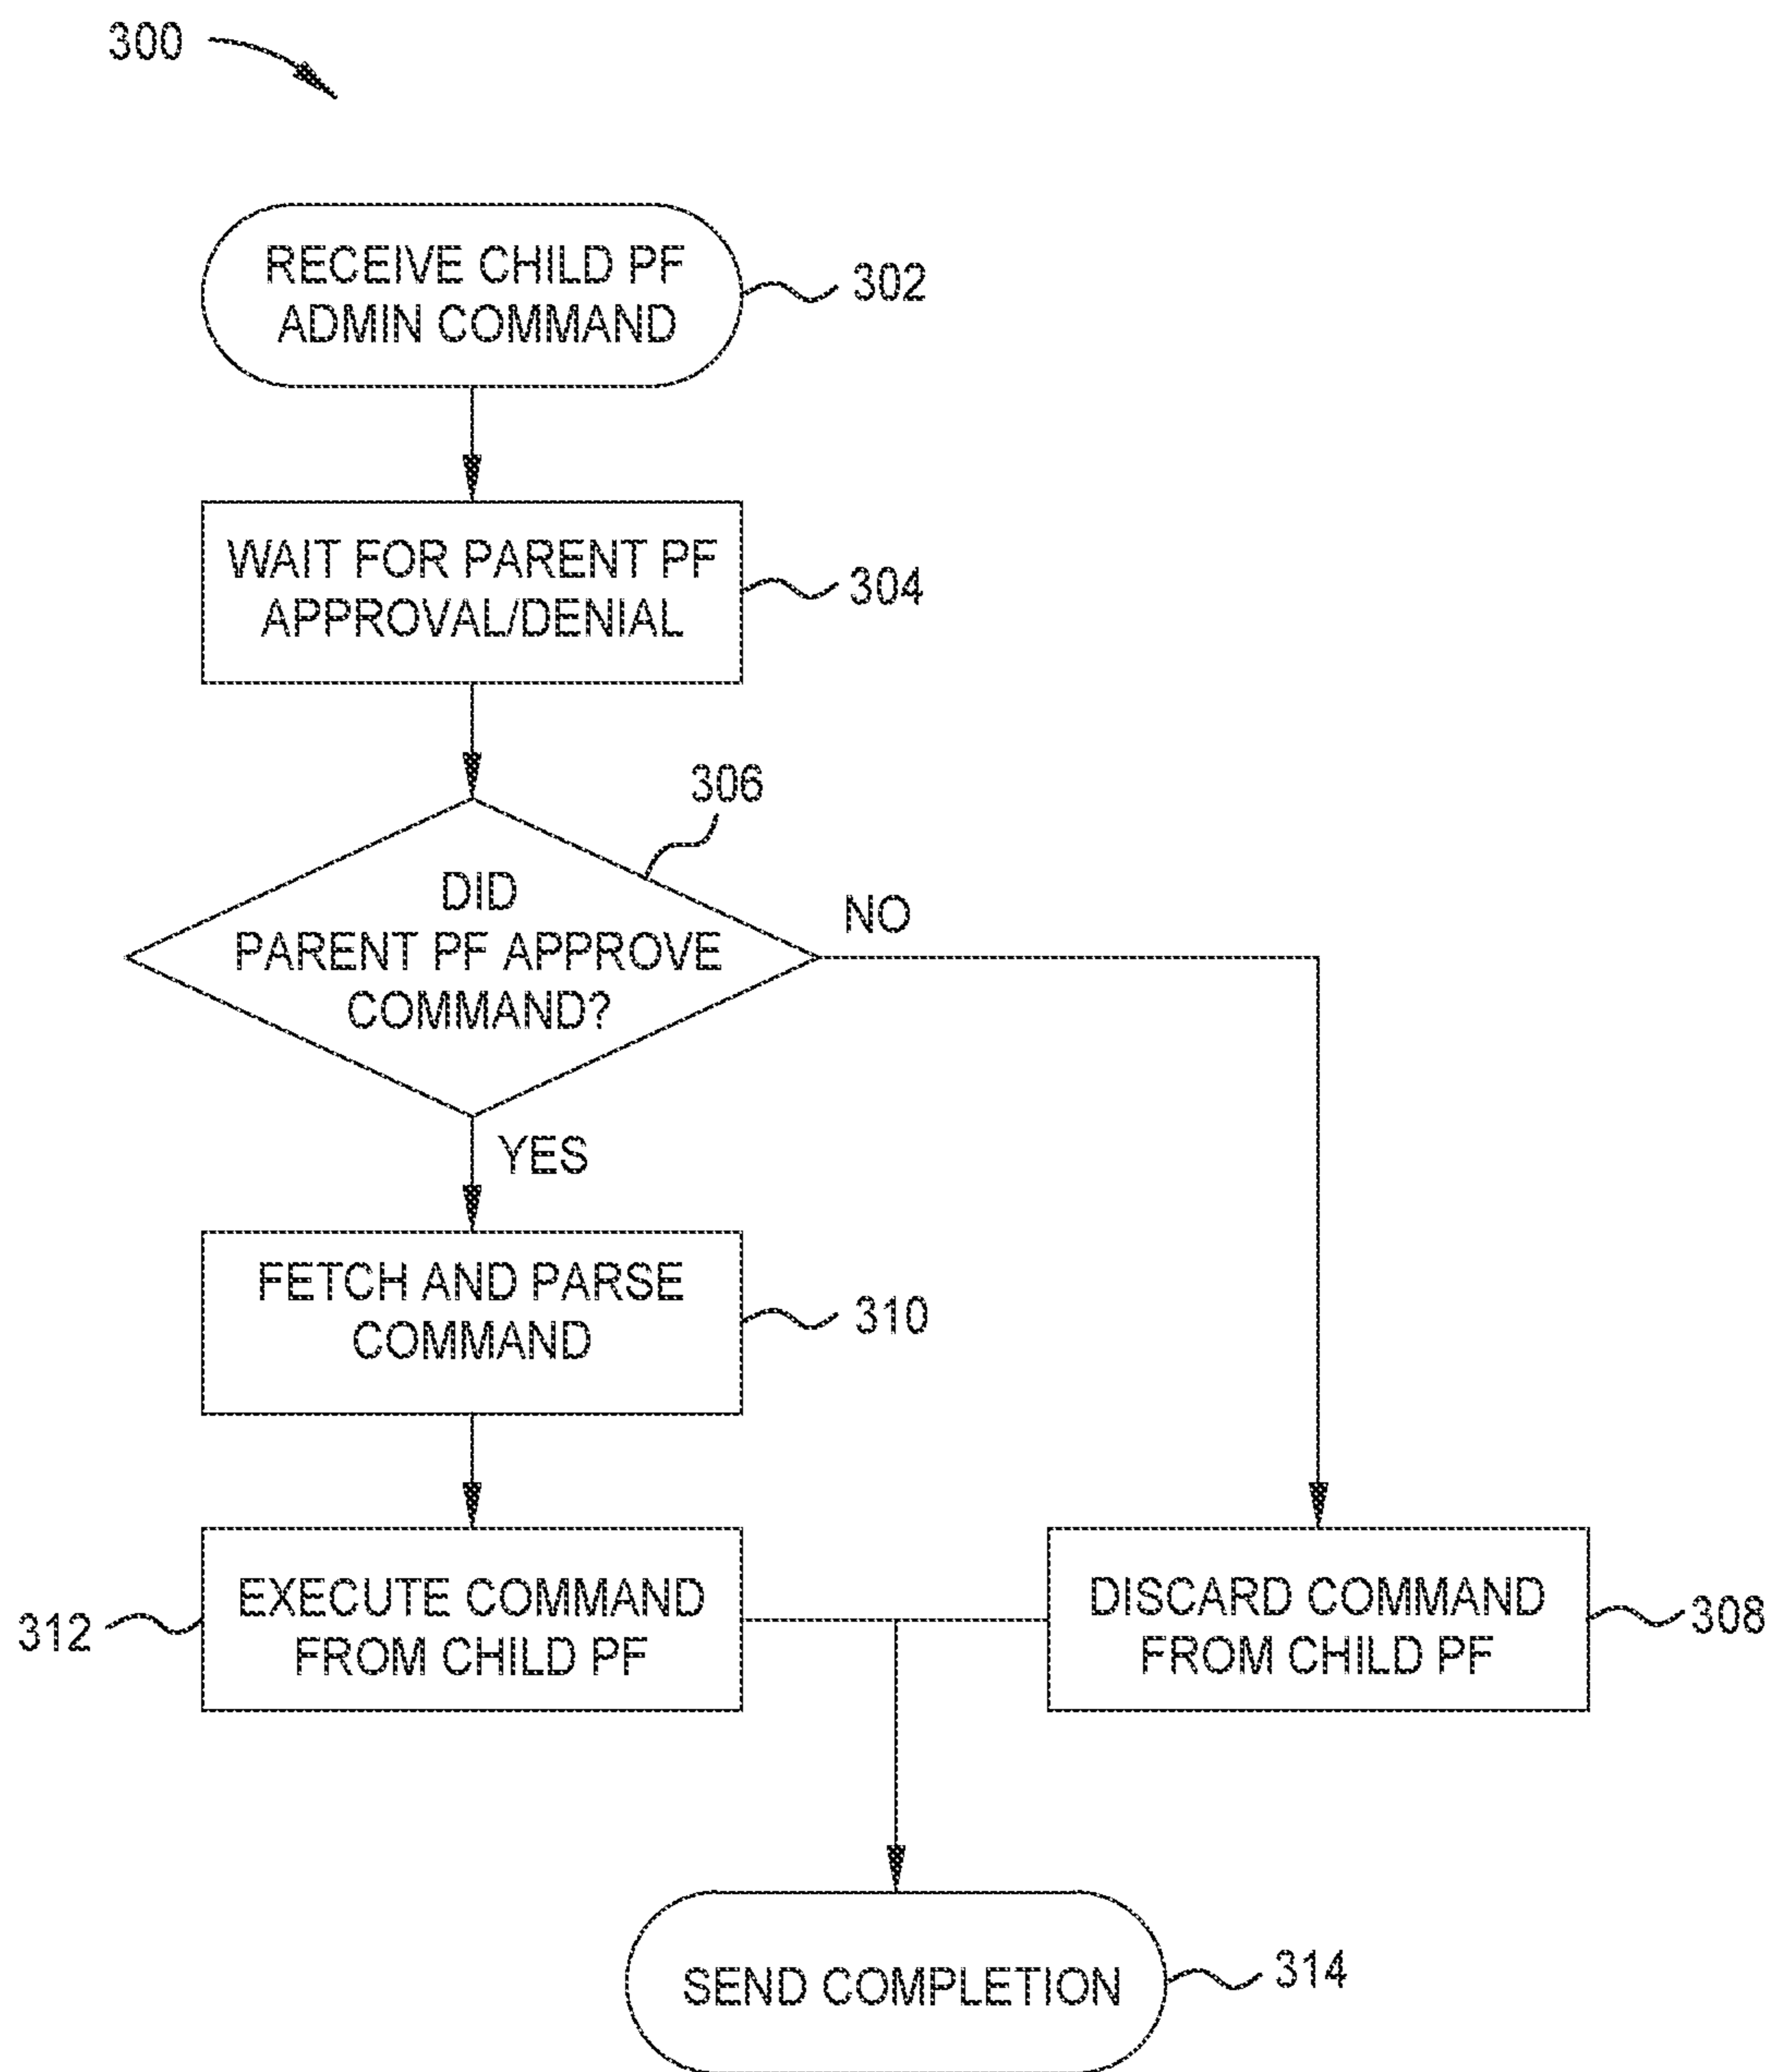 300
RECEIVE CHILD PF
ADMIN COMMAND
302
WAIT FOR PARENT PF
APPROVAL/DENIAL
304
306
DID
PARENT PF APPROVE
COMMAND?
NO
YES
FETCH AND PARSE
COMMAND
310
312
EXECUTE COMMAND
FROM CHILD PF
DISCARD COMMAND
FROM CHILD PF
308
SEND COMPLETION
314